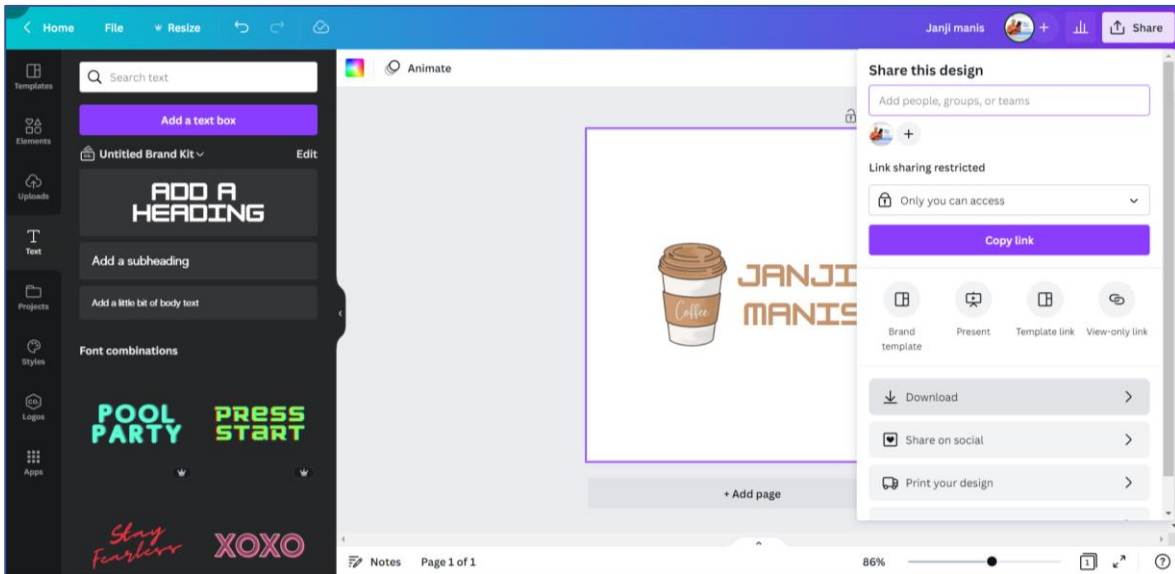 Home File Resize Janji manis Share
Templates
Elements
Uploads
Text
Projects
Styles
Logos
Apps
Search text
Add a text box
Untitled Brand Kit Edit
ADD A
HEADING
Add a subheading
Add a little bit of body text
Font combinations
POOL
PARTY
PRESS
START
Stay
Fearless
XOXO
Animate
Coffee
JANJI
MANIS
+ Add page
Notes Page 1 of 1 86% 1
Share this design
Add people, groups, or teams
Link sharing restricted
Only you can access
Copy link
Brand
template
Present
Template link
View-only link
Download
Share on social
Print your design